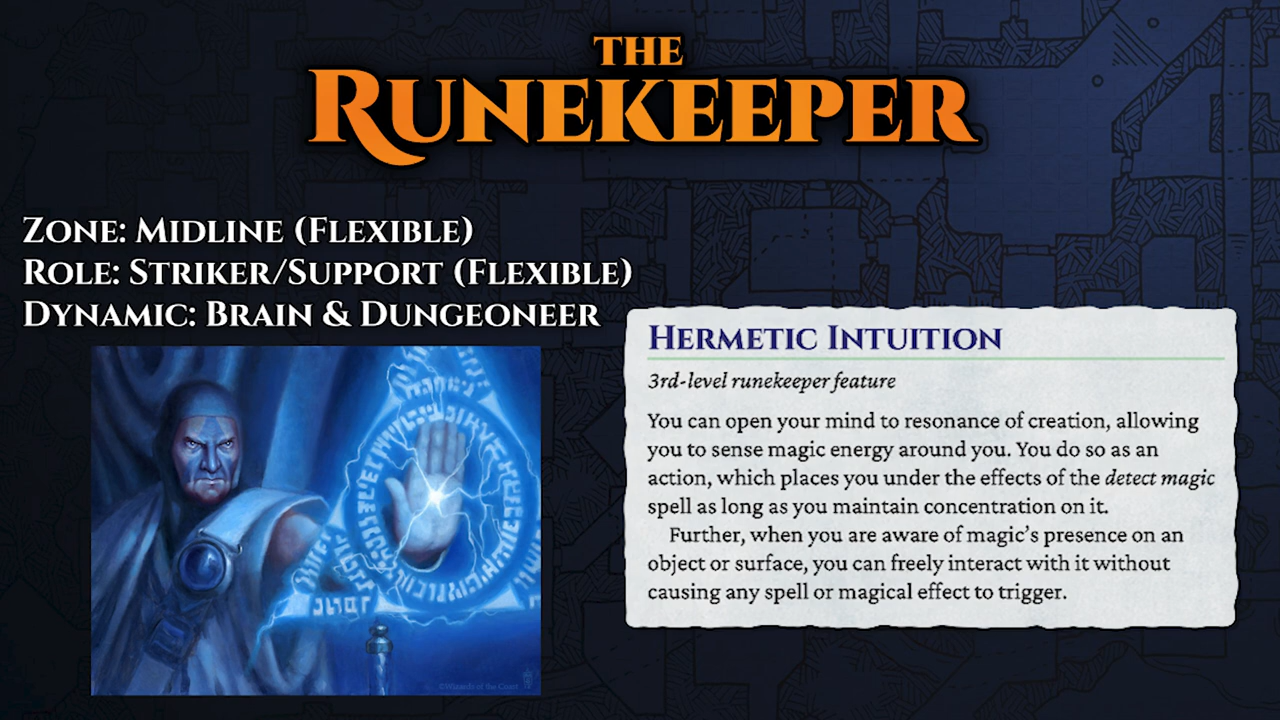 THE
RUNEKEEPER
ZONE: MIDLINE (FLEXIBLE)
ROLE: STRIKER/SUPPORT (FLEXIBLE)
DYNAMIC: BRAIN & DUNGEONEER
HERMETIC INTUITION
3rd-level runekeeper feature
You can open your mind to resonance of creation, allowing
you to sense magic energy around you. You do so as an
action, which places you under the effects of the detect magic
spell as long as you maintain concentration on it.
Further, when you are aware of magic's presence on an
object or surface, you can freely interact with it without
causing any spell or magical effect to trigger.
©Wizards of the Coast